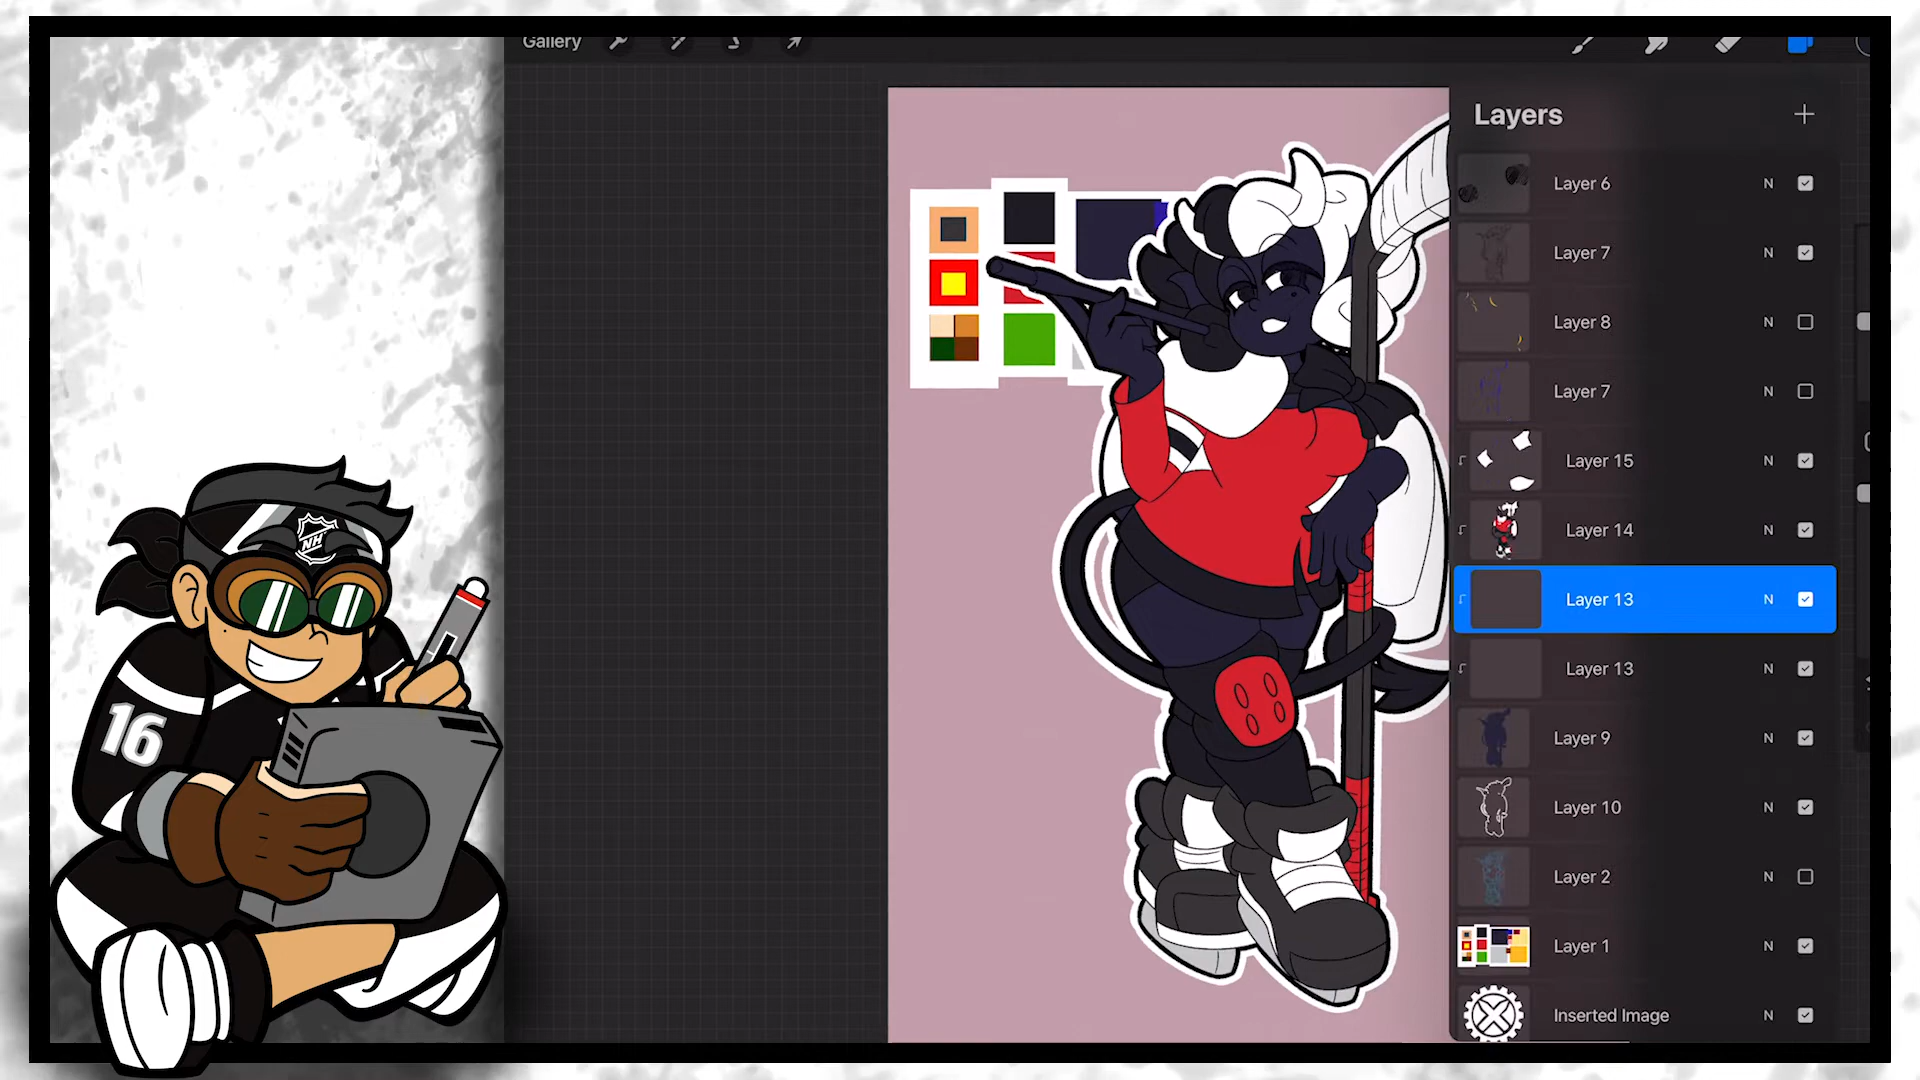 Gallery
Layers
Layer 6 N
Layer 7 N
Layer 8 N
Layer 7 N
Layer 15 N
Layer 14 N
Layer 13 N
Layer 13 N
Layer 9 N
Layer 10 N
Layer 2 N
Layer 1 N
Inserted Image N
NH
16